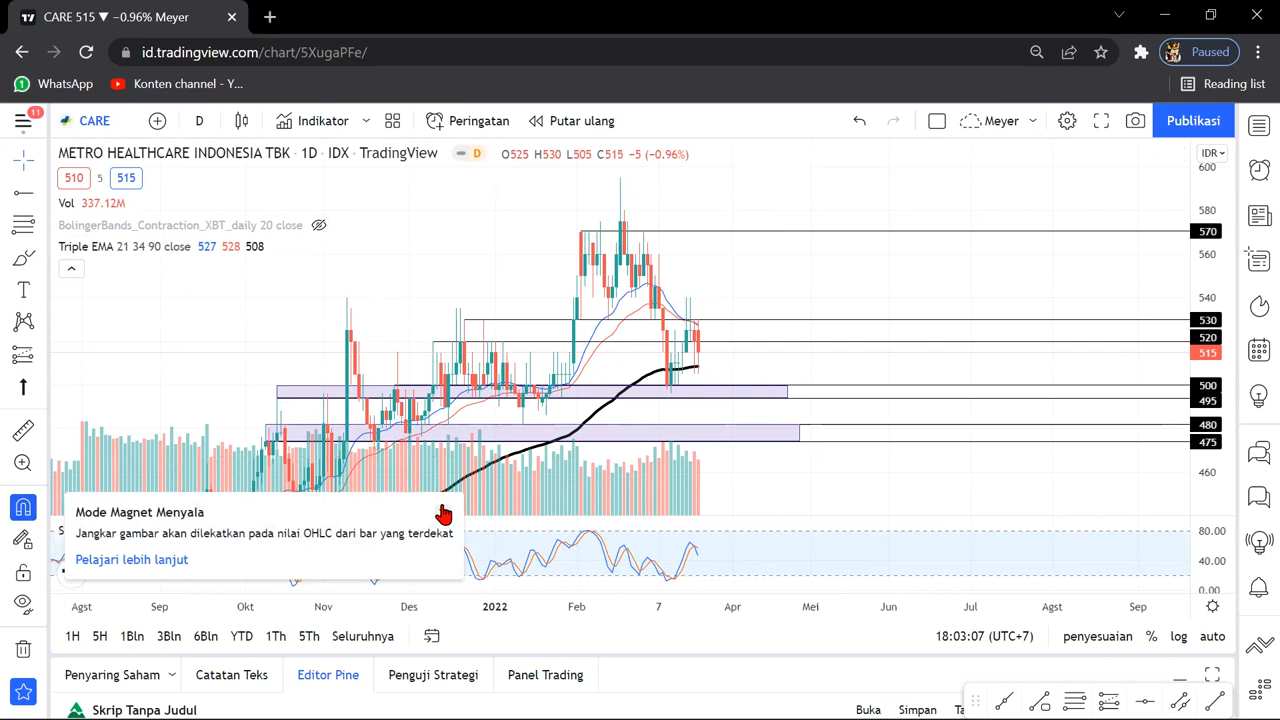 CARE 515 ▼ −0.96% Meyer
id.tradingview.com/chart/5XugaPFe/
Paused
WhatsApp
Konten channel - Y...
Reading list
11
CARE
D
Indikator
Peringatan
Putar ulang
Meyer
Publikasi
METRO HEALTHCARE INDONESIA TBK · 1D · IDX · TradingView
D
O525 H530 L505 C515 −5 (−0.96%)
IDR
510
5
515
Vol 337.12M
BolingerBands_Contraction_XBT_daily 20 close
Triple EMA 21 34 90 close 527 528 508
600
580
570
560
540
530
520
515
500
495
480
475
460
Mode Magnet Menyala
Jangkar gambar akan dilekatkan pada nilai OHLC dari bar yang terdekat
Pelajari lebih lanjut
80.00
40.00
0.00
Agst Sep Okt Nov Des 2022 Feb 7 Apr Mei Jun Jul Agst Sep
1H 5H 1Bln 3Bln 6Bln YTD 1Th 5Th Seluruhnya
18:03:07 (UTC+7)
penyesuaian % log auto
Penyaring Saham
Catatan Teks
Editor Pine
Penguji Strategi
Panel Trading
Skrip Tanpa Judul
Buka
Simpan